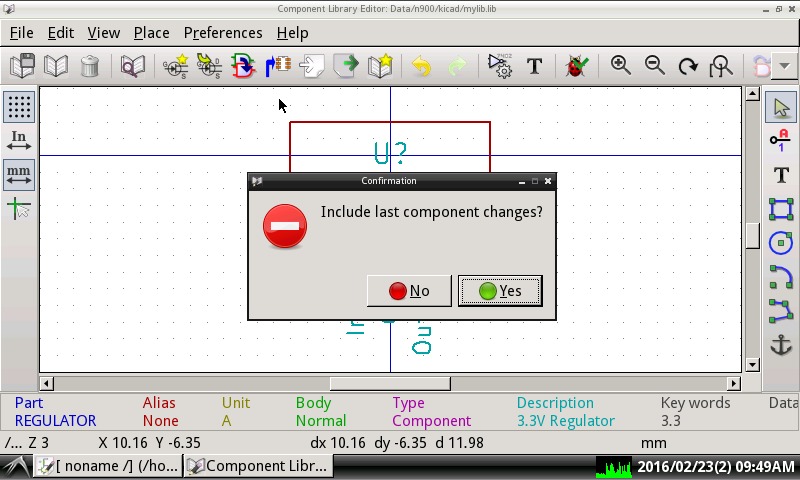 Component Library Editor: Data/n900/kicad/mylib.lib
File Edit View Place Preferences Help
T
In
mm
U?
Confirmation
Include last component changes?
No Yes
In
Out
A
1
T
Part Alias Unit Body Type Description Key words Data
REGULATOR None A Normal Component 3.3V Regulator 3.3
/... Z 3 X 10.16 Y -6.35 dx 10.16 dy -6.35 d 11.98 mm
[ noname /] (/ho... Component Libr... 2016/02/23(2) 09:49AM